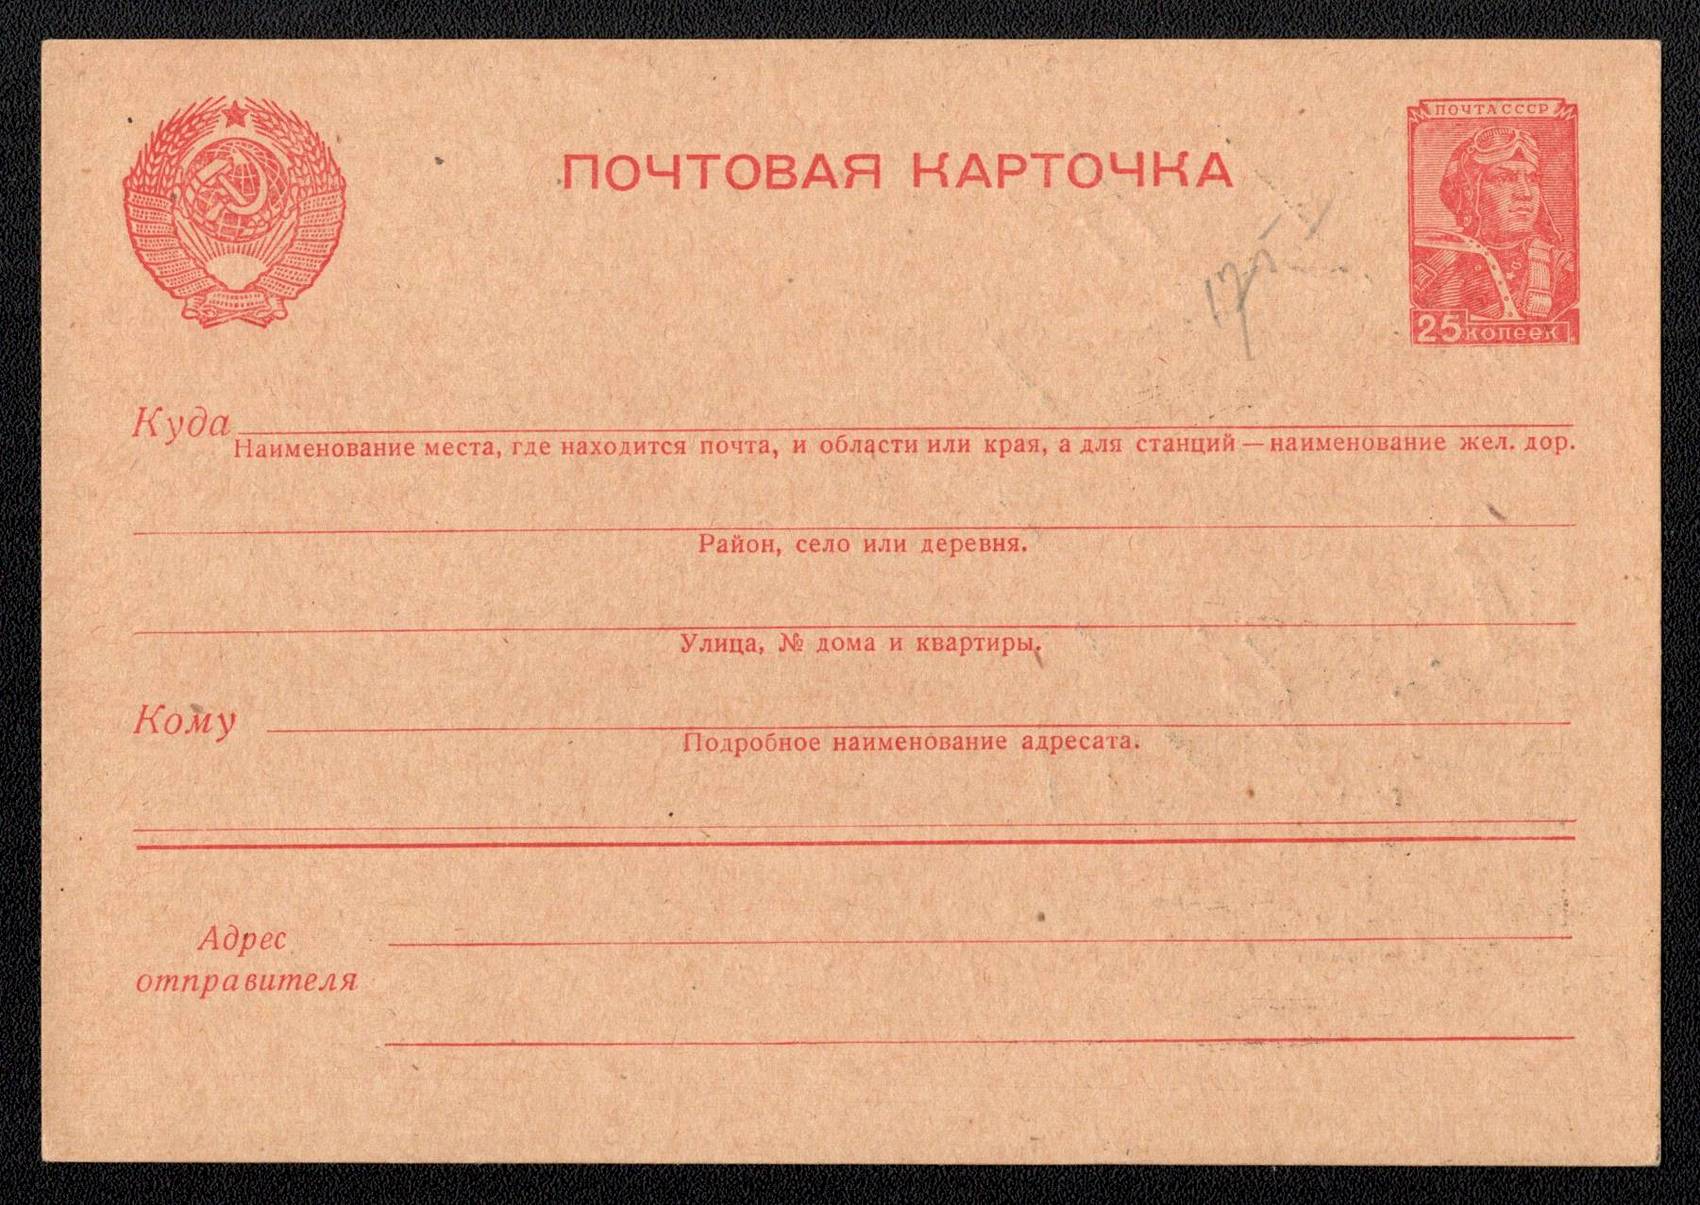 ПОЧТА СССР
ПОЧТОВАЯ КАРТОЧКА
25 копеек
Куда
Наименование места, где находится почта, и области или края, а для станций — наименование жел. дор.
Район, село или деревня.
Улица, № дома и квартиры.
Кому
Подробное наименование адресата.
Адрес
отправителя